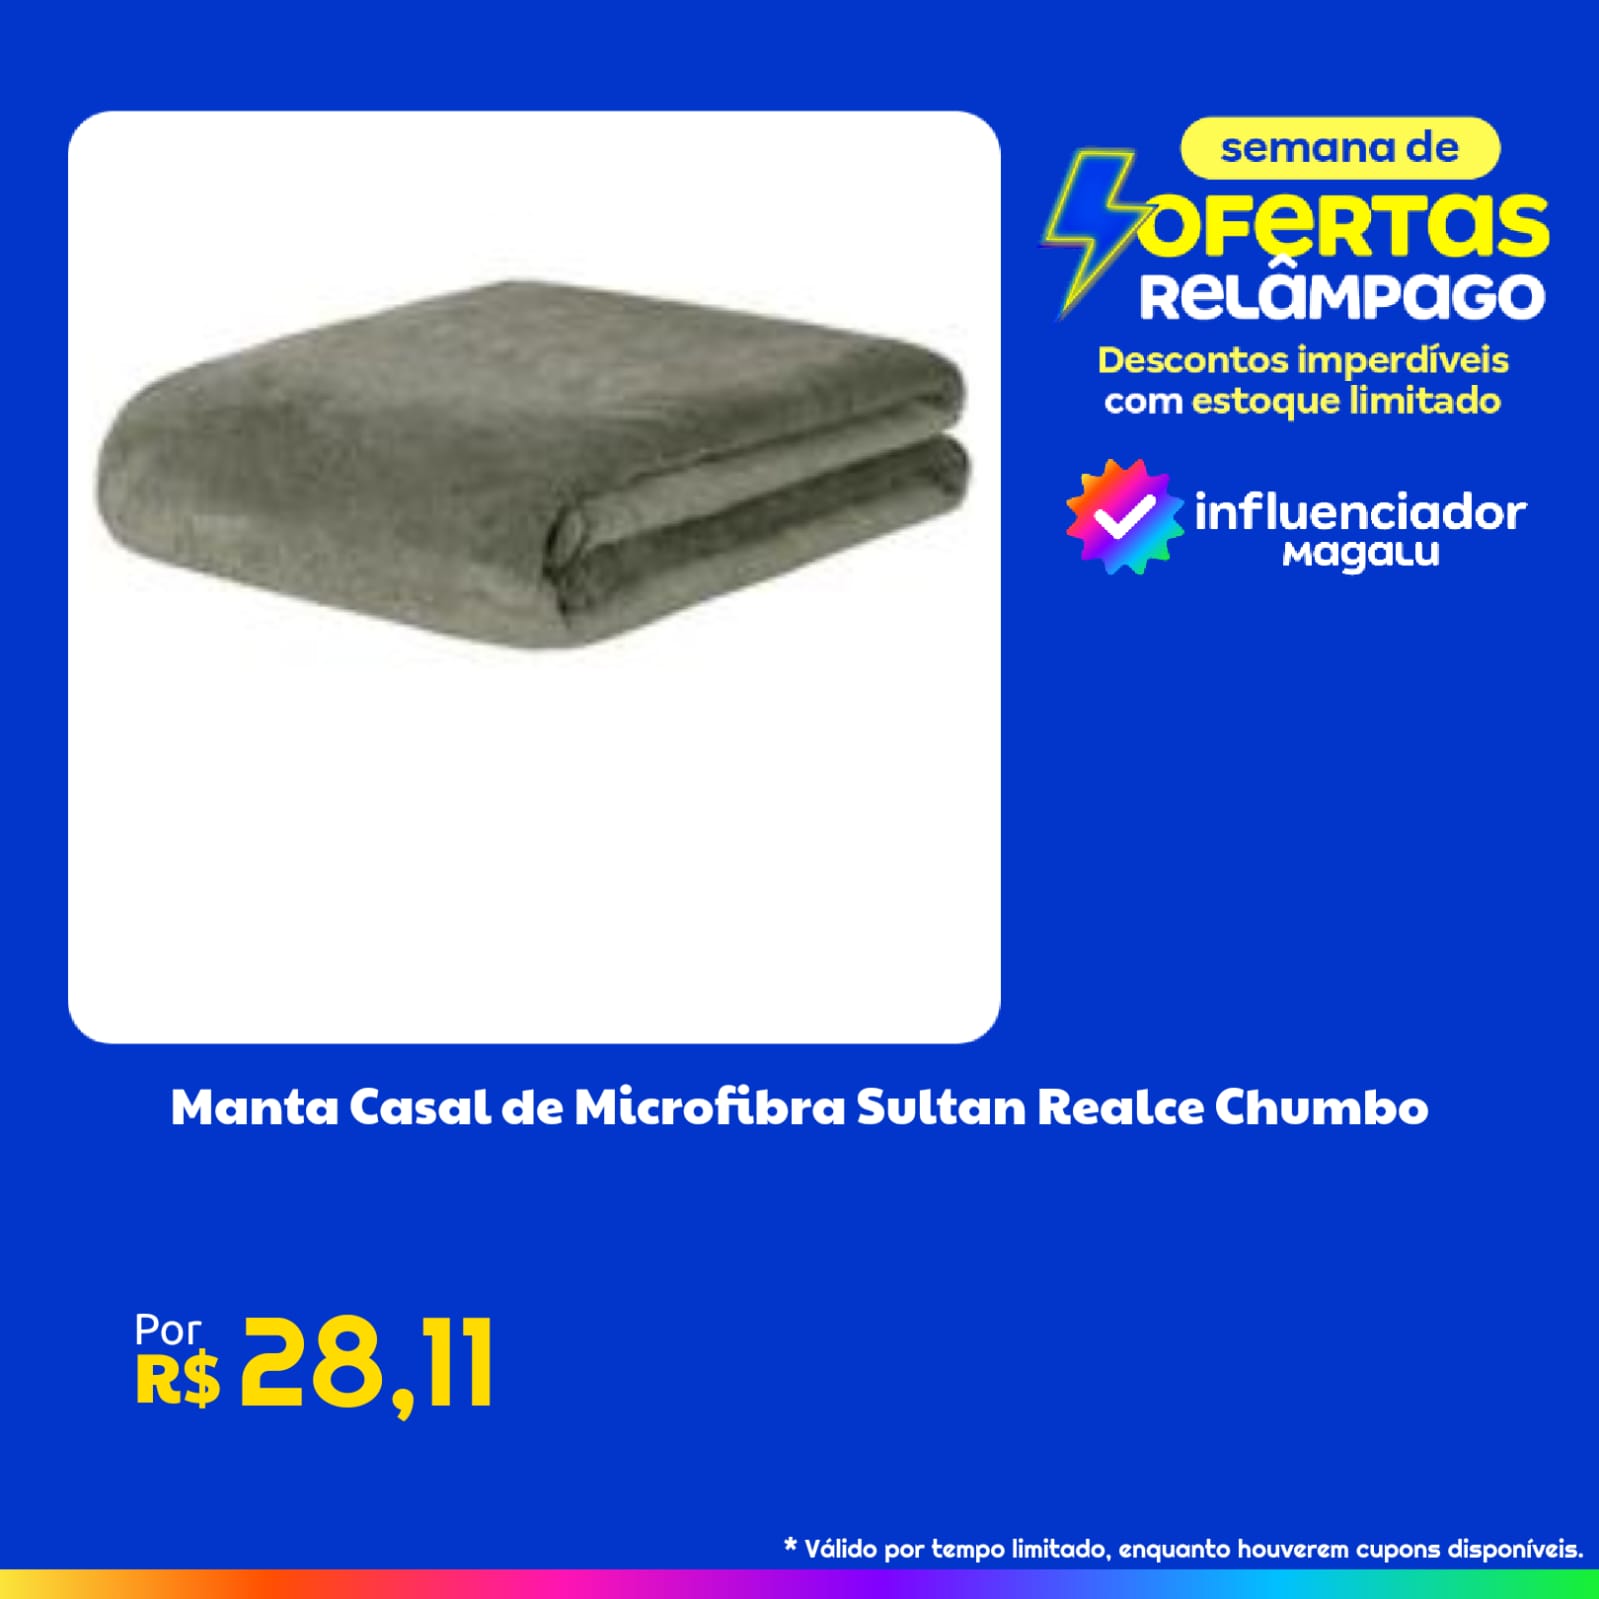 semana de
OFERTAS
RELÂMPAGO
Descontos imperdíveis
com estoque limitado
influenciador
MAGALU
Manta Casal de Microfibra Sultan Realce Chumbo
Por
R$ 28,11
* Válido por tempo limitado, enquanto houverem cupons disponíveis.